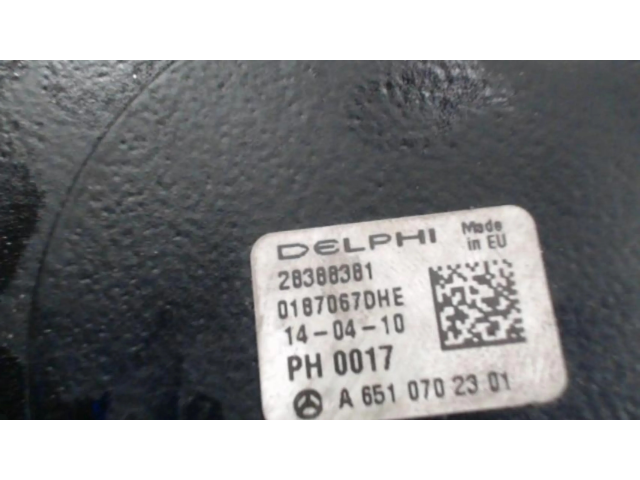 DELPHI Made in EU
28388381
0187067DHE
14-04-10
PH 0017
A 651 070 23 01